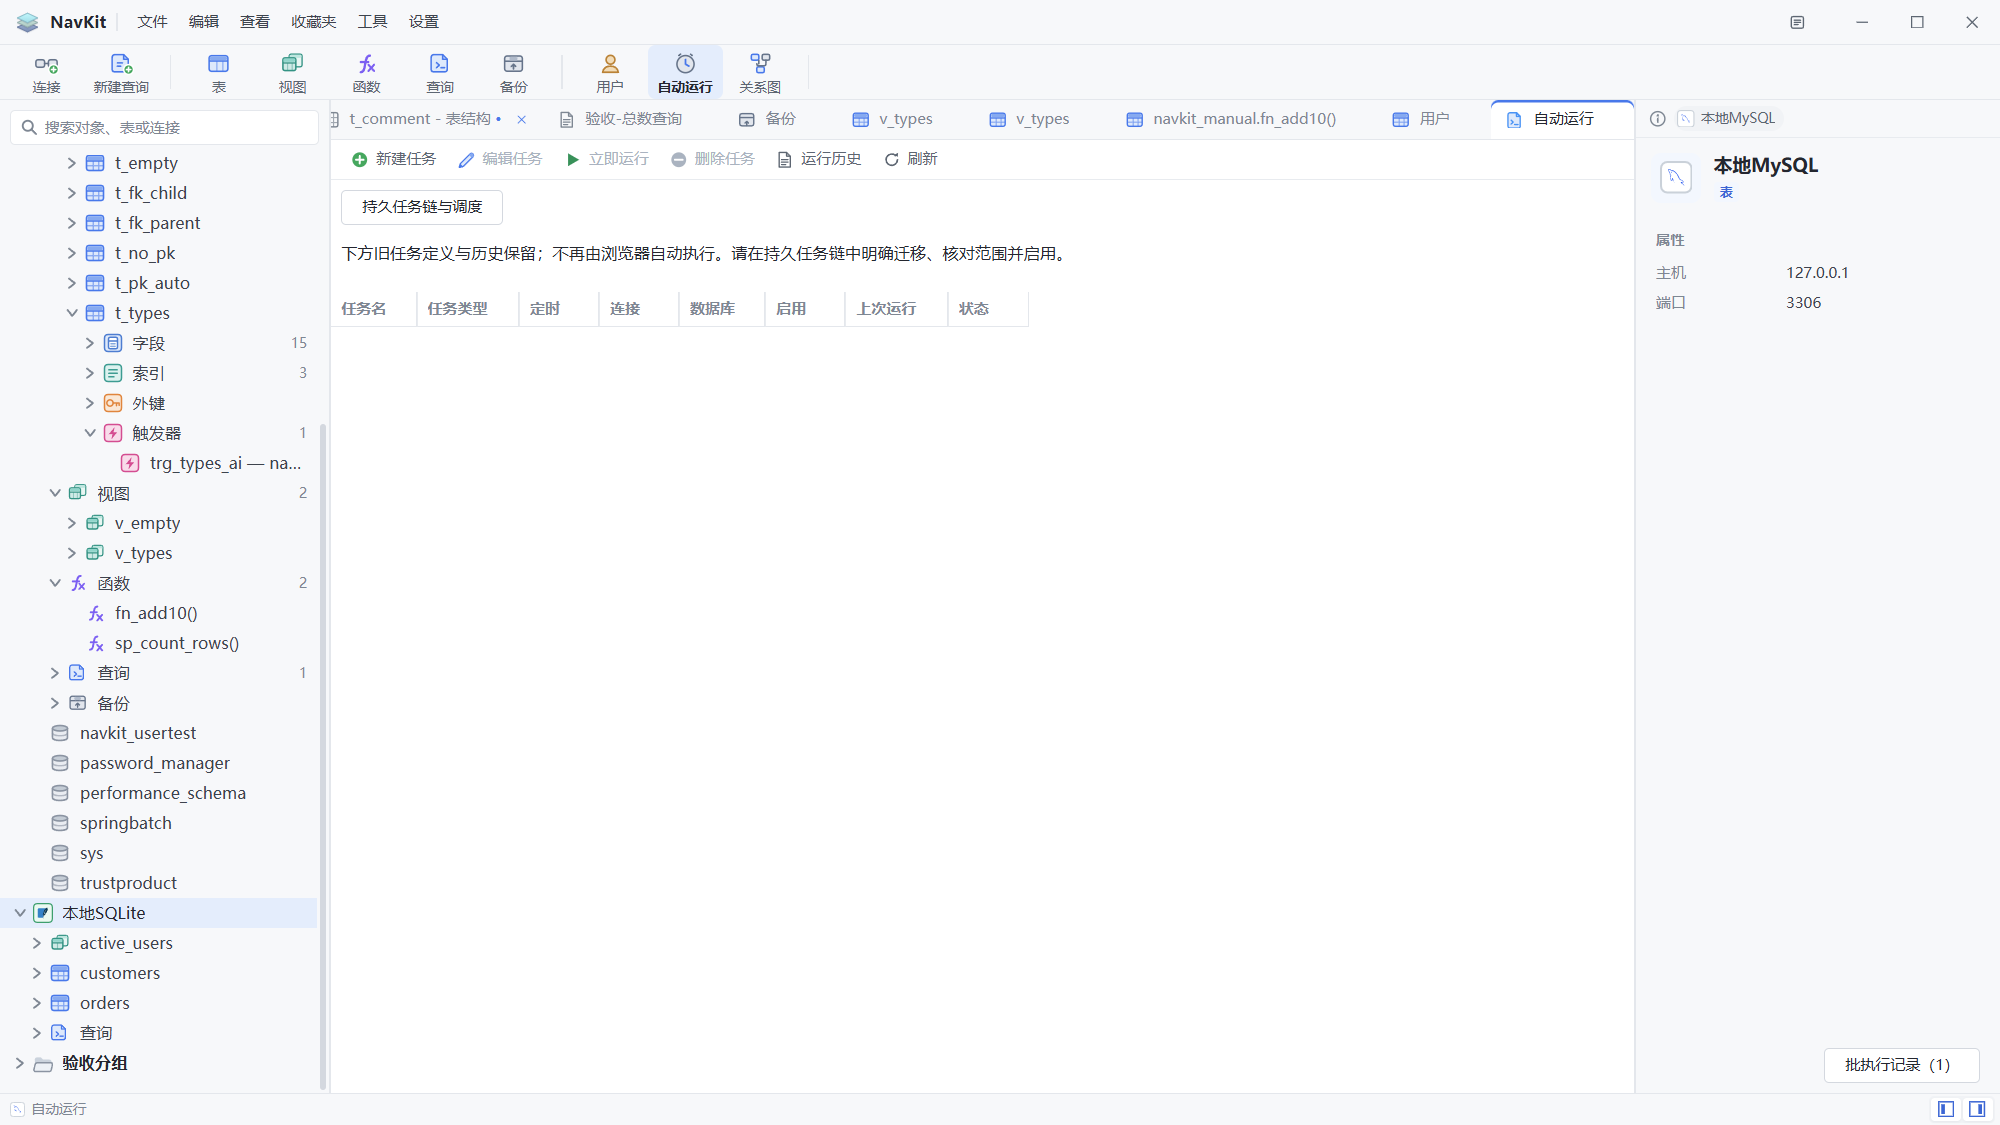 NavKit 文件 编辑 查看 收藏夹 工具 设置
连接 新建查询 表 视图 函数 查询 备份 用户 自动运行 关系图
搜索对象、表或连接
t_empty
t_fk_child
t_fk_parent
t_no_pk
t_pk_auto
t_types
字段 15
索引 3
外键
触发器 1
trg_types_ai — na...
视图 2
v_empty
v_types
函数 2
fn_add10()
sp_count_rows()
查询 1
备份
navkit_usertest
password_manager
performance_schema
springbatch
sys
trustproduct
本地SQLite
active_users
customers
orders
查询
验收分组
t_comment - 表结构 • × 验收-总数查询 备份 v_types v_types navkit_manual.fn_add10() 用户 自动运行
新建任务 编辑任务 立即运行 删除任务 运行历史 刷新
持久任务链与调度
下方旧任务定义与历史保留；不再由浏览器自动执行。请在持久任务链中明确迁移、核对范围并启用。
任务名 任务类型 定时 连接 数据库 启用 上次运行 状态
本地MySQL
本地MySQL
表
属性
主机 127.0.0.1
端口 3306
批执行记录（1）
自动运行